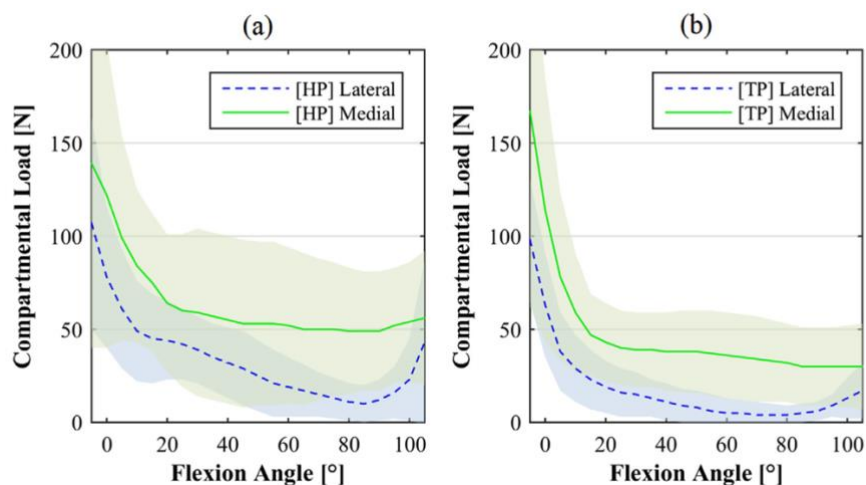 (a)
200
150
100
50
0
Compartmental Load [N]
[HP] Lateral
[HP] Medial
0 20 40 60 80 100
Flexion Angle [°]
(b)
200
150
100
50
0
Compartmental Load [N]
[TP] Lateral
[TP] Medial
0 20 40 60 80 100
Flexion Angle [°]